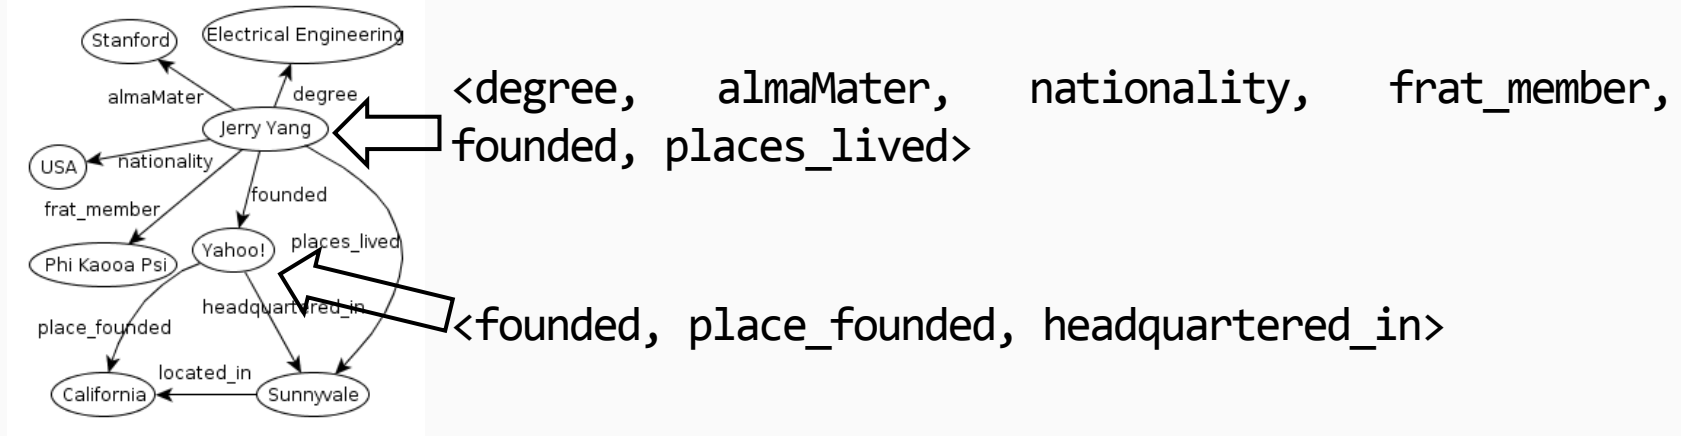 Stanford
Electrical Engineering
almaMater
degree
Jerry Yang
USA
nationality
frat_member
founded
Phi Kaooa Psi
Yahoo!
places_lived
headquartered_in
place_founded
located_in
California
Sunnyvale
<degree, almaMater, nationality, frat_member,
founded, places_lived>
<founded, place_founded, headquartered_in>